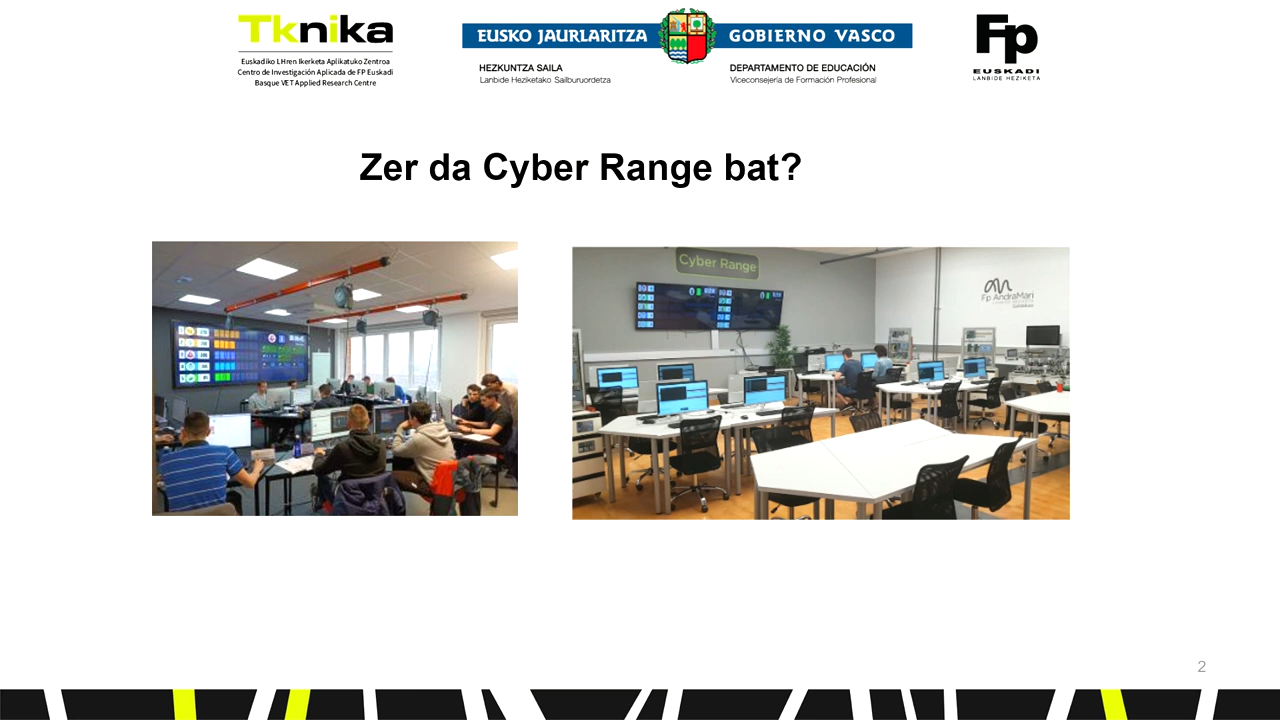 Tknika
Euskadiko LHren Ikerketa Aplikatuko Zentroa
Centro de Investigación Aplicada de FP Euskadi
Basque VET Applied Research Centre
EUSKO JAURLARITZA
GOBIERNO VASCO
HEZKUNTZA SAILA
Lanbide Heziketako Sailburuordetza
DEPARTAMENTO DE EDUCACIÓN
Viceconsejería de Formación Profesional
Fp
EUSKADI
LANBIDE HEZIKETA
Zer da Cyber Range bat?
Cyber Range
Fp AndraMari
2